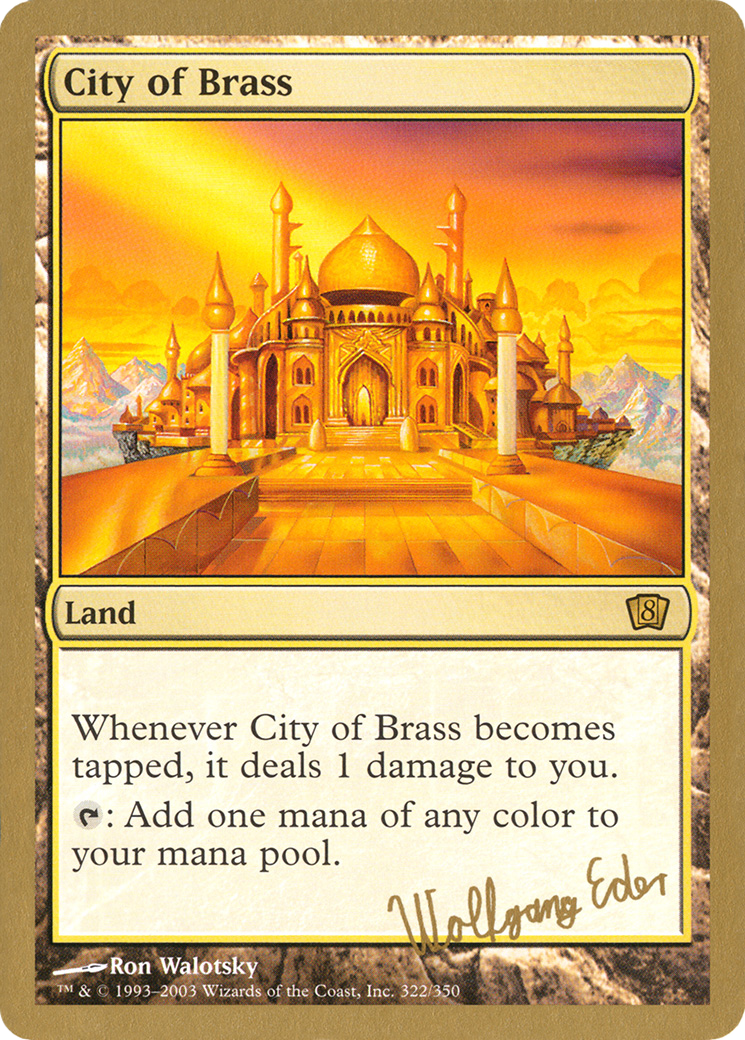 City of Brass
Land
8
Whenever City of Brass becomes
tapped, it deals 1 damage to you.
: Add one mana of any color to
your mana pool.
Wolfgang Eder
Ron Walotsky
™ & © 1993–2003 Wizards of the Coast, Inc. 322/350